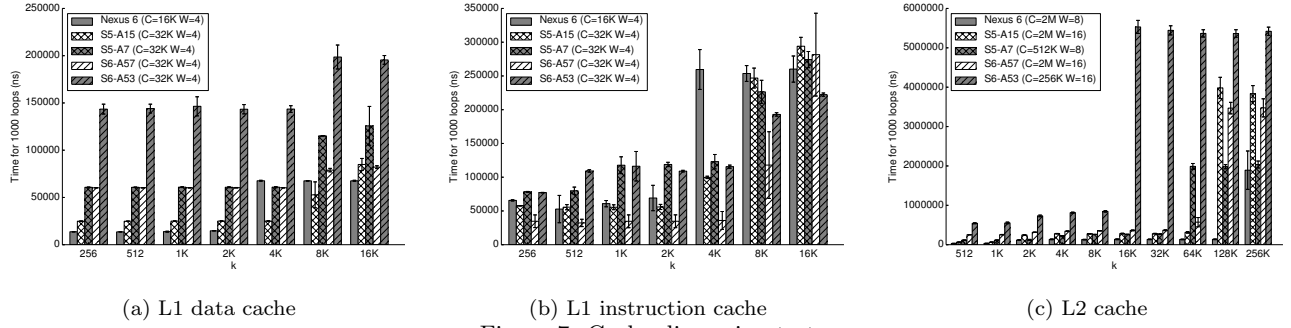 250000
200000
150000
100000
50000
0
Time for 1000 loops (ns)
Nexus 6 (C=16K W=4)
S5-A15 (C=32K W=4)
S5-A7 (C=32K W=4)
S6-A57 (C=32K W=4)
S6-A53 (C=32K W=4)
256 512 1K 2K 4K 8K 16K
k
(a) L1 data cache
350000
300000
250000
200000
150000
100000
50000
0
Time for 1000 loops (ns)
Nexus 6 (C=16K W=4)
S5-A15 (C=32K W=4)
S5-A7 (C=32K W=4)
S6-A57 (C=32K W=4)
S6-A53 (C=32K W=4)
256 512 1K 2K 4K 8K 16K
k
(b) L1 instruction cache
6000000
5000000
4000000
3000000
2000000
1000000
0
Time for 1000 loops (ns)
Nexus 6 (C=2M W=8)
S5-A15 (C=2M W=16)
S5-A7 (C=512K W=8)
S6-A57 (C=2M W=16)
S6-A53 (C=256K W=16)
512 1K 2K 4K 8K 16K 32K 64K 128K 256K
k
(c) L2 cache